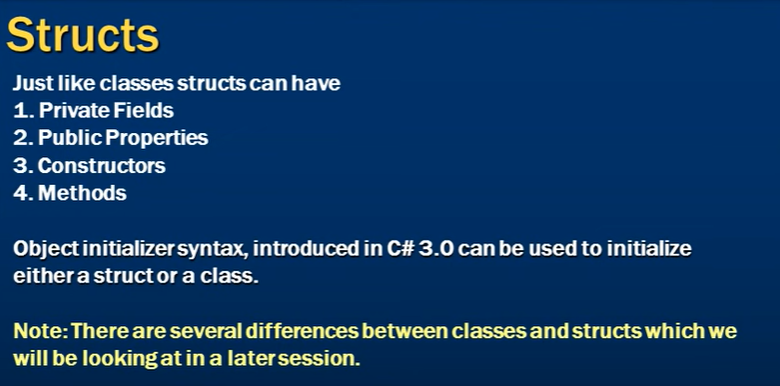 Structs
Just like classes structs can have
1. Private Fields
2. Public Properties
3. Constructors
4. Methods
Object initializer syntax, introduced in C# 3.0 can be used to initialize
either a struct or a class.
Note: There are several differences between classes and structs which we
will be looking at in a later session.